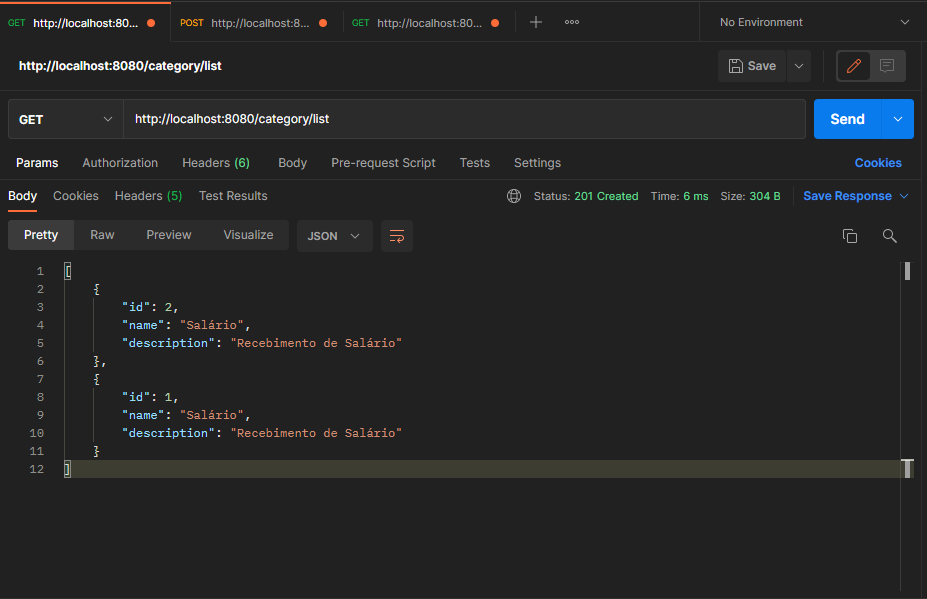 GET http://localhost:80... POST http://localhost:8... GET http://localhost:80... No Environment
http://localhost:8080/category/list Save
GET http://localhost:8080/category/list Send
Params Authorization Headers (6) Body Pre-request Script Tests Settings Cookies
Body Cookies Headers (5) Test Results Status: 201 Created Time: 6 ms Size: 304 B Save Response
Pretty Raw Preview Visualize JSON
1 [
2 {
3 "id": 2,
4 "name": "Salário",
5 "description": "Recebimento de Salário"
6 },
7 {
8 "id": 1,
9 "name": "Salário",
10 "description": "Recebimento de Salário"
11 }
12 ]